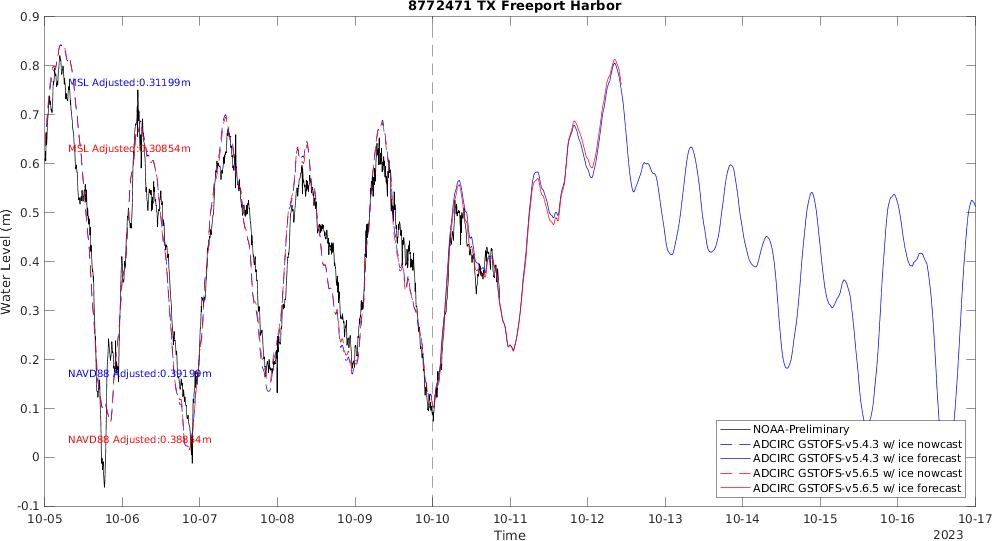 8772471 TX Freeport Harbor
0.9
0.8
0.7
0.6
0.5
0.4
0.3
0.2
0.1
0
-0.1
Water Level (m)
MSL Adjusted:0.31199m
MSL Adjusted:0.30854m
NAVD88 Adjusted:0.39199m
NAVD88 Adjusted:0.38854m
NOAA-Preliminary
ADCIRC GSTOFS-v5.4.3 w/ ice nowcast
ADCIRC GSTOFS-v5.4.3 w/ ice forecast
ADCIRC GSTOFS-v5.6.5 w/ ice nowcast
ADCIRC GSTOFS-v5.6.5 w/ ice forecast
10-05 10-06 10-07 10-08 10-09 10-10 10-11 10-12 10-13 10-14 10-15 10-16 10-17
Time
2023